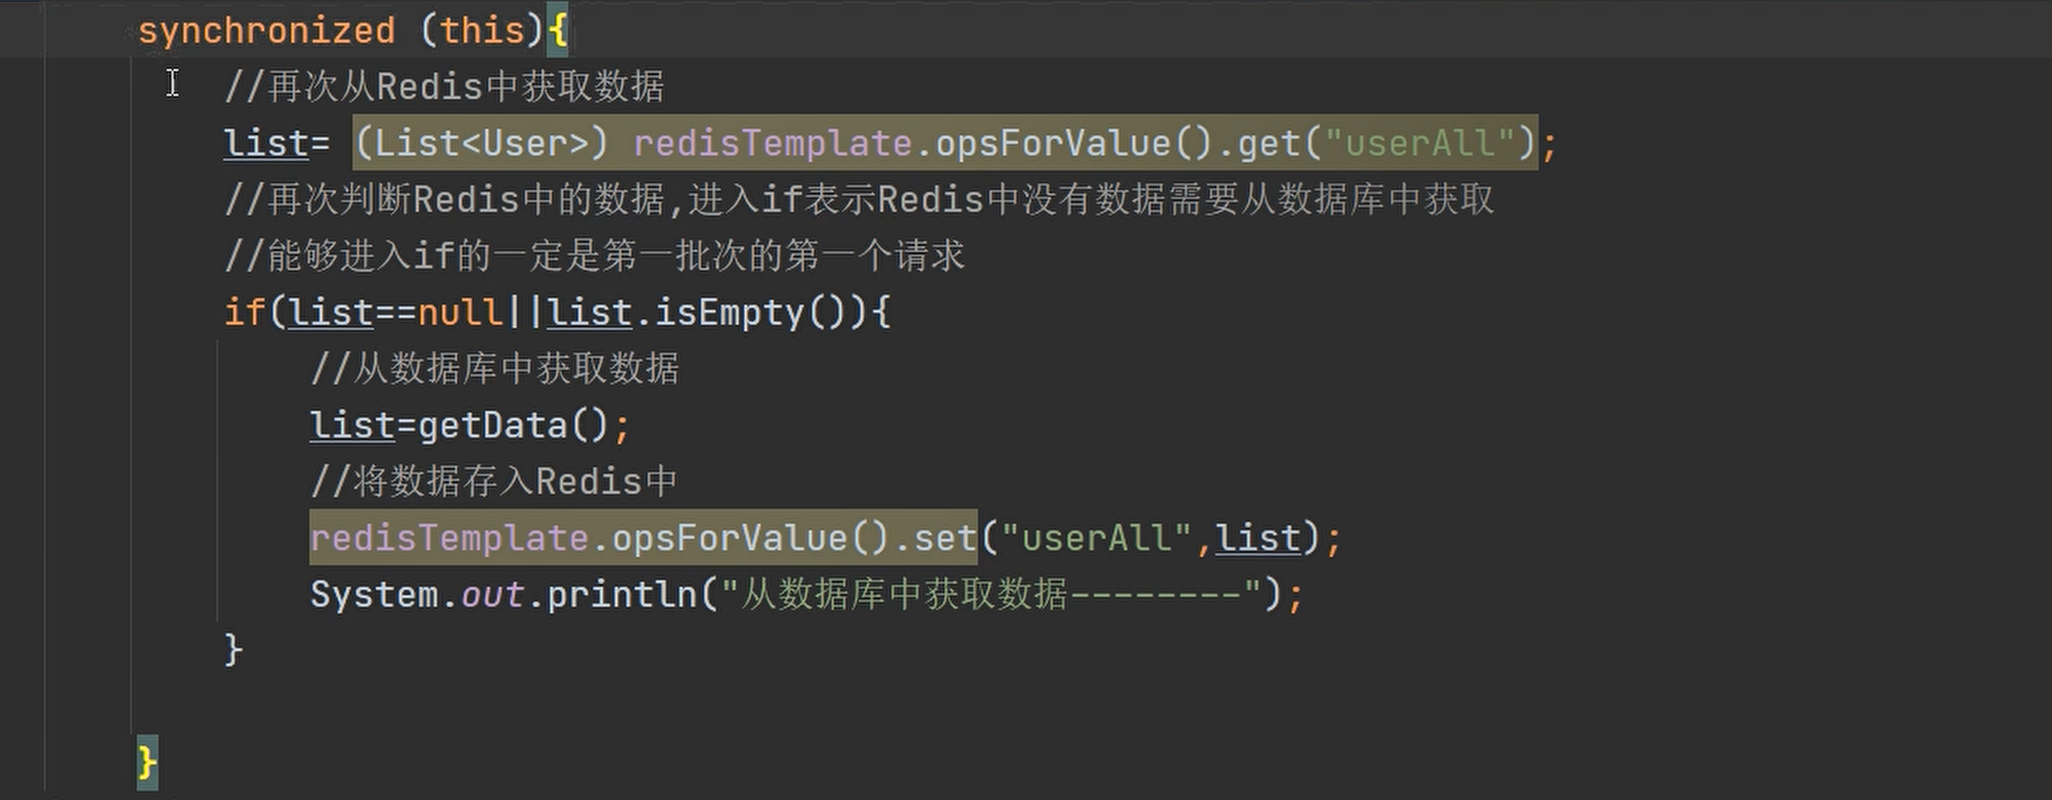 synchronized (this){
//再次从Redis中获取数据
list= (List<User>) redisTemplate.opsForValue().get("userAll");
//再次判断Redis中的数据,进入if表示Redis中没有数据需要从数据库中获取
//能够进入if的一定是第一批次的第一个请求
if(list==null||list.isEmpty()){
//从数据库中获取数据
list=getData();
//将数据存入Redis中
redisTemplate.opsForValue().set("userAll",list);
System.out.println("从数据库中获取数据--------");
}
}